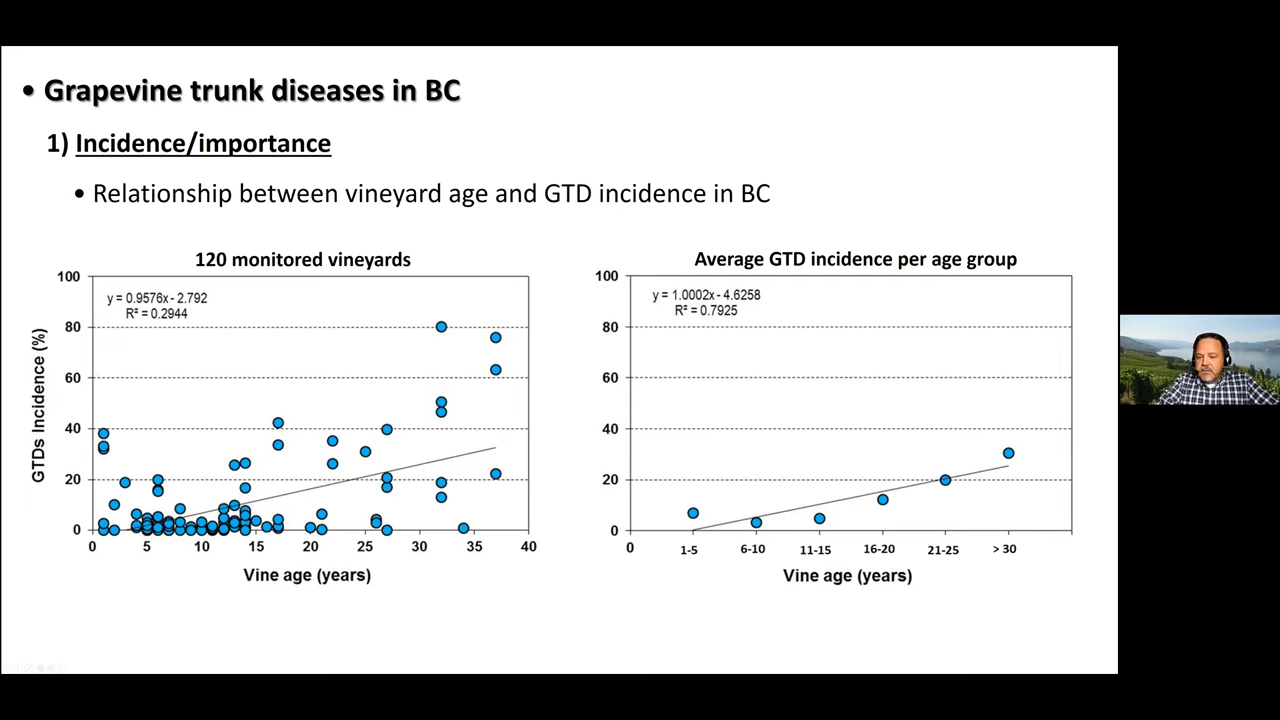 • Grapevine trunk diseases in BC
1) Incidence/importance
• Relationship between vineyard age and GTD incidence in BC
120 monitored vineyards
y = 0.9576x - 2.792
R² = 0.2944
GTDs Incidence (%)
100
80
60
40
20
0
0 5 10 15 20 25 30 35 40
Vine age (years)
Average GTD incidence per age group
y = 1.0002x - 4.6258
R² = 0.7925
100
80
60
40
20
0
0 1-5 6-10 11-15 16-20 21-25 > 30
Vine age (years)